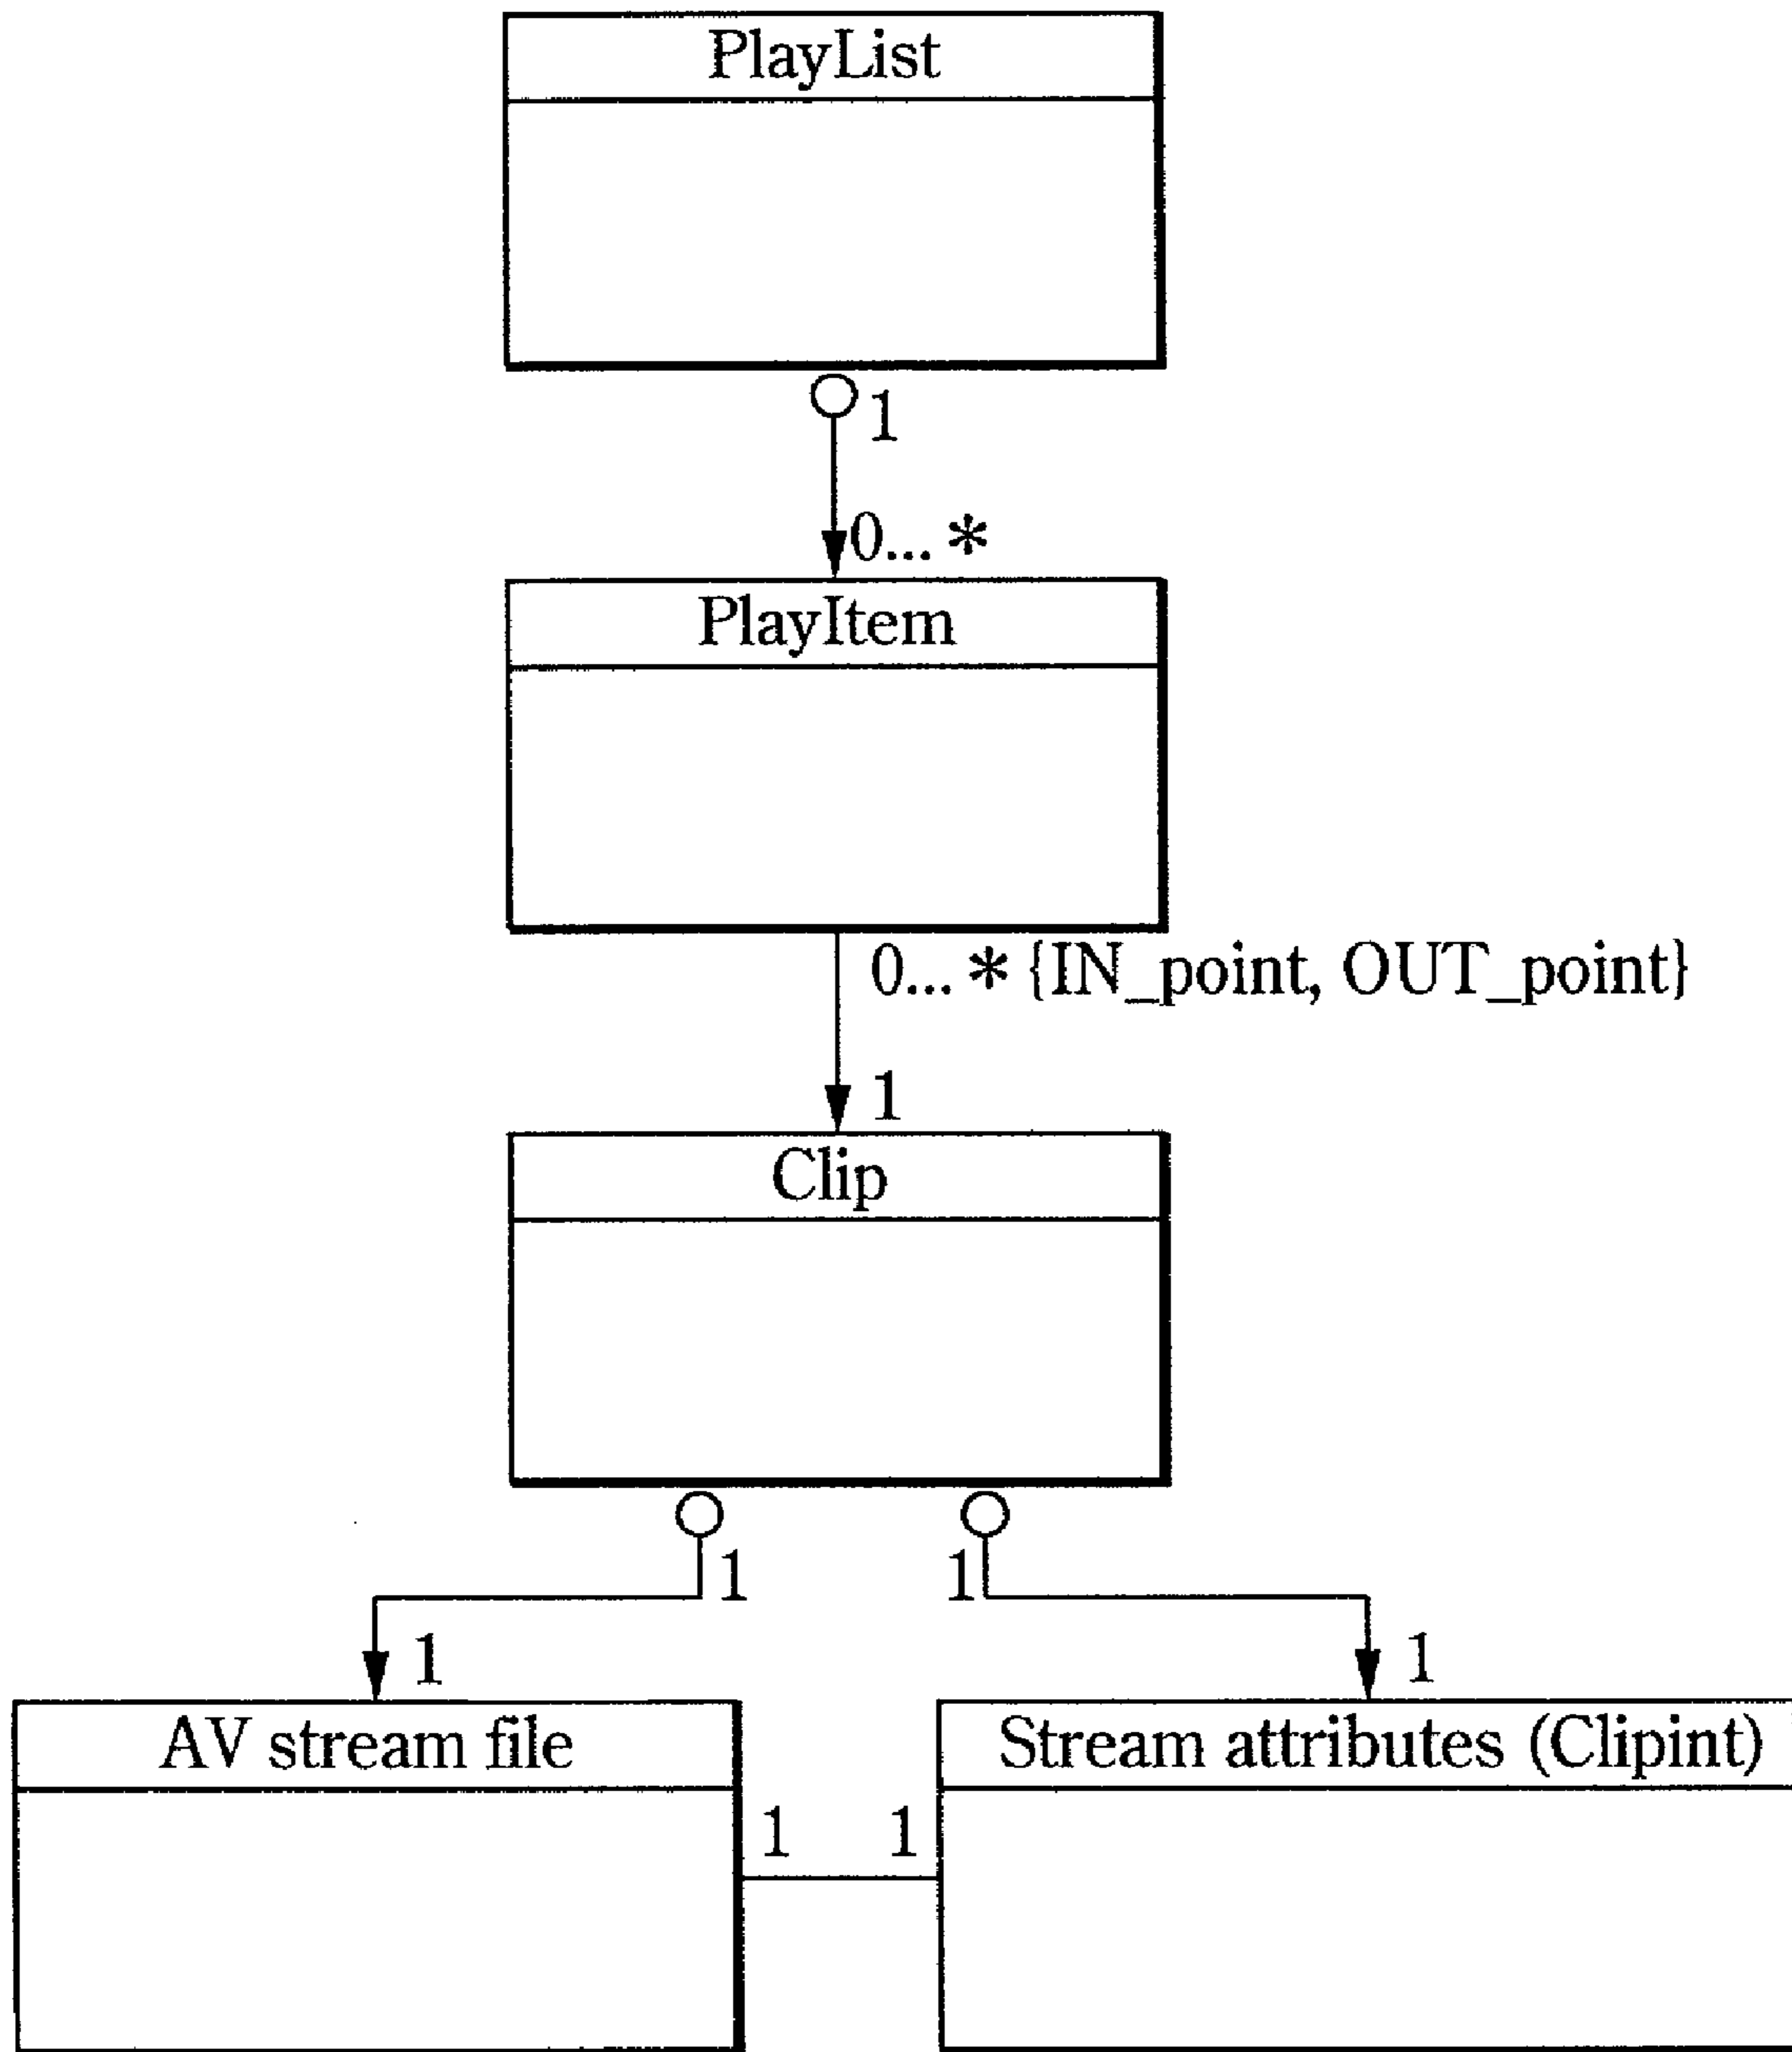 PlayList
1
0... *
PlayItem
0... * {IN_point, OUT_point}
1
Clip
1
1
1
1
AV stream file
Stream attributes (Clipint)
1
1